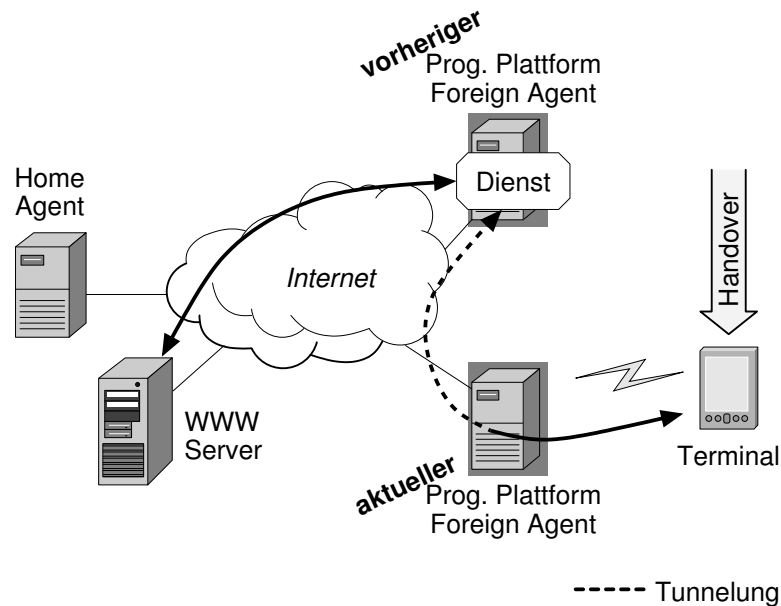 vorheriger
Prog. Plattform
Foreign Agent
Dienst
Home
Agent
Internet
Handover
WWW
Server
Terminal
aktueller
Prog. Plattform
Foreign Agent
Tunnelung